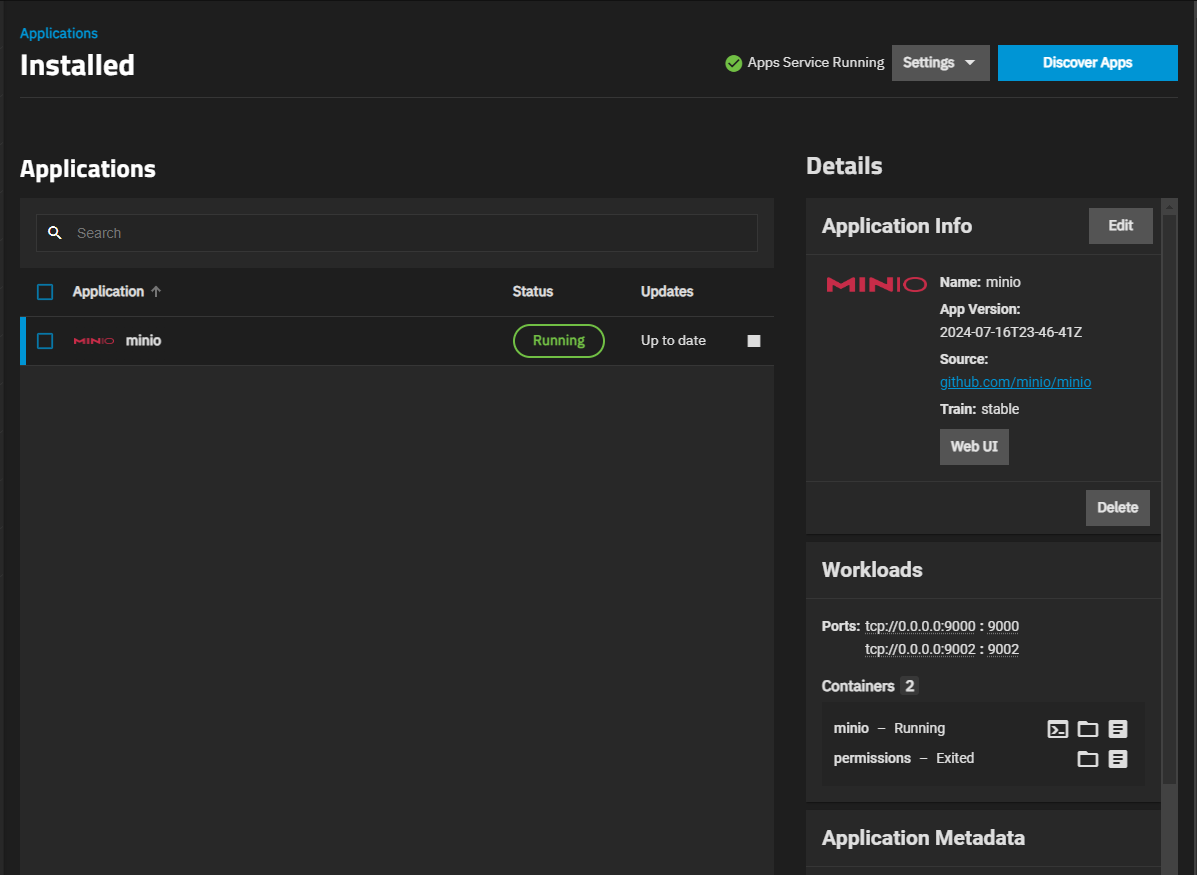 Applications
Installed
Apps Service Running
Settings
Discover Apps
Applications
Search
Application
Status
Updates
MINIO minio
Running
Up to date
Details
Application Info
Edit
MINIO
Name: minio
App Version:
2024-07-16T23-46-41Z
Source:
github.com/minio/minio
Train: stable
Web UI
Delete
Workloads
Ports: tcp://0.0.0.0:9000 : 9000
tcp://0.0.0.0:9002 : 9002
Containers 2
minio – Running
permissions – Exited
Application Metadata